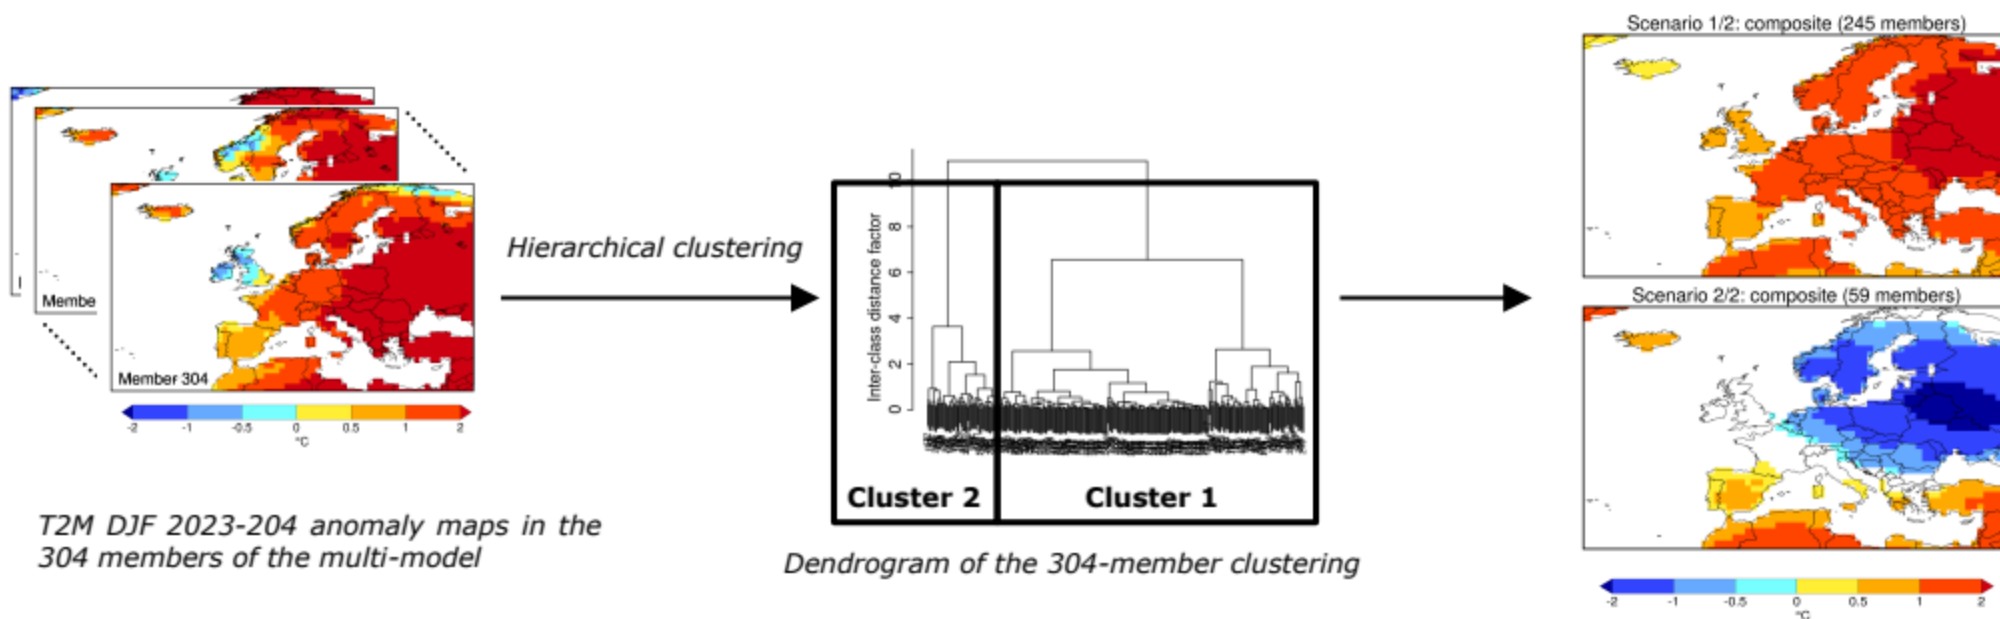 Membe
Member 304
-2 -1 -0.5 0 0.5 1 2
°C
T2M DJF 2023-204 anomaly maps in the
304 members of the multi-model
Hierarchical clustering
Inter-class distance factor
0 2 4 6 8 10
Cluster 2
Cluster 1
Dendrogram of the 304-member clustering
Scenario 1/2: composite (245 members)
Scenario 2/2: composite (59 members)
-2 -1 -0.5 0 0.5 1 2
°C